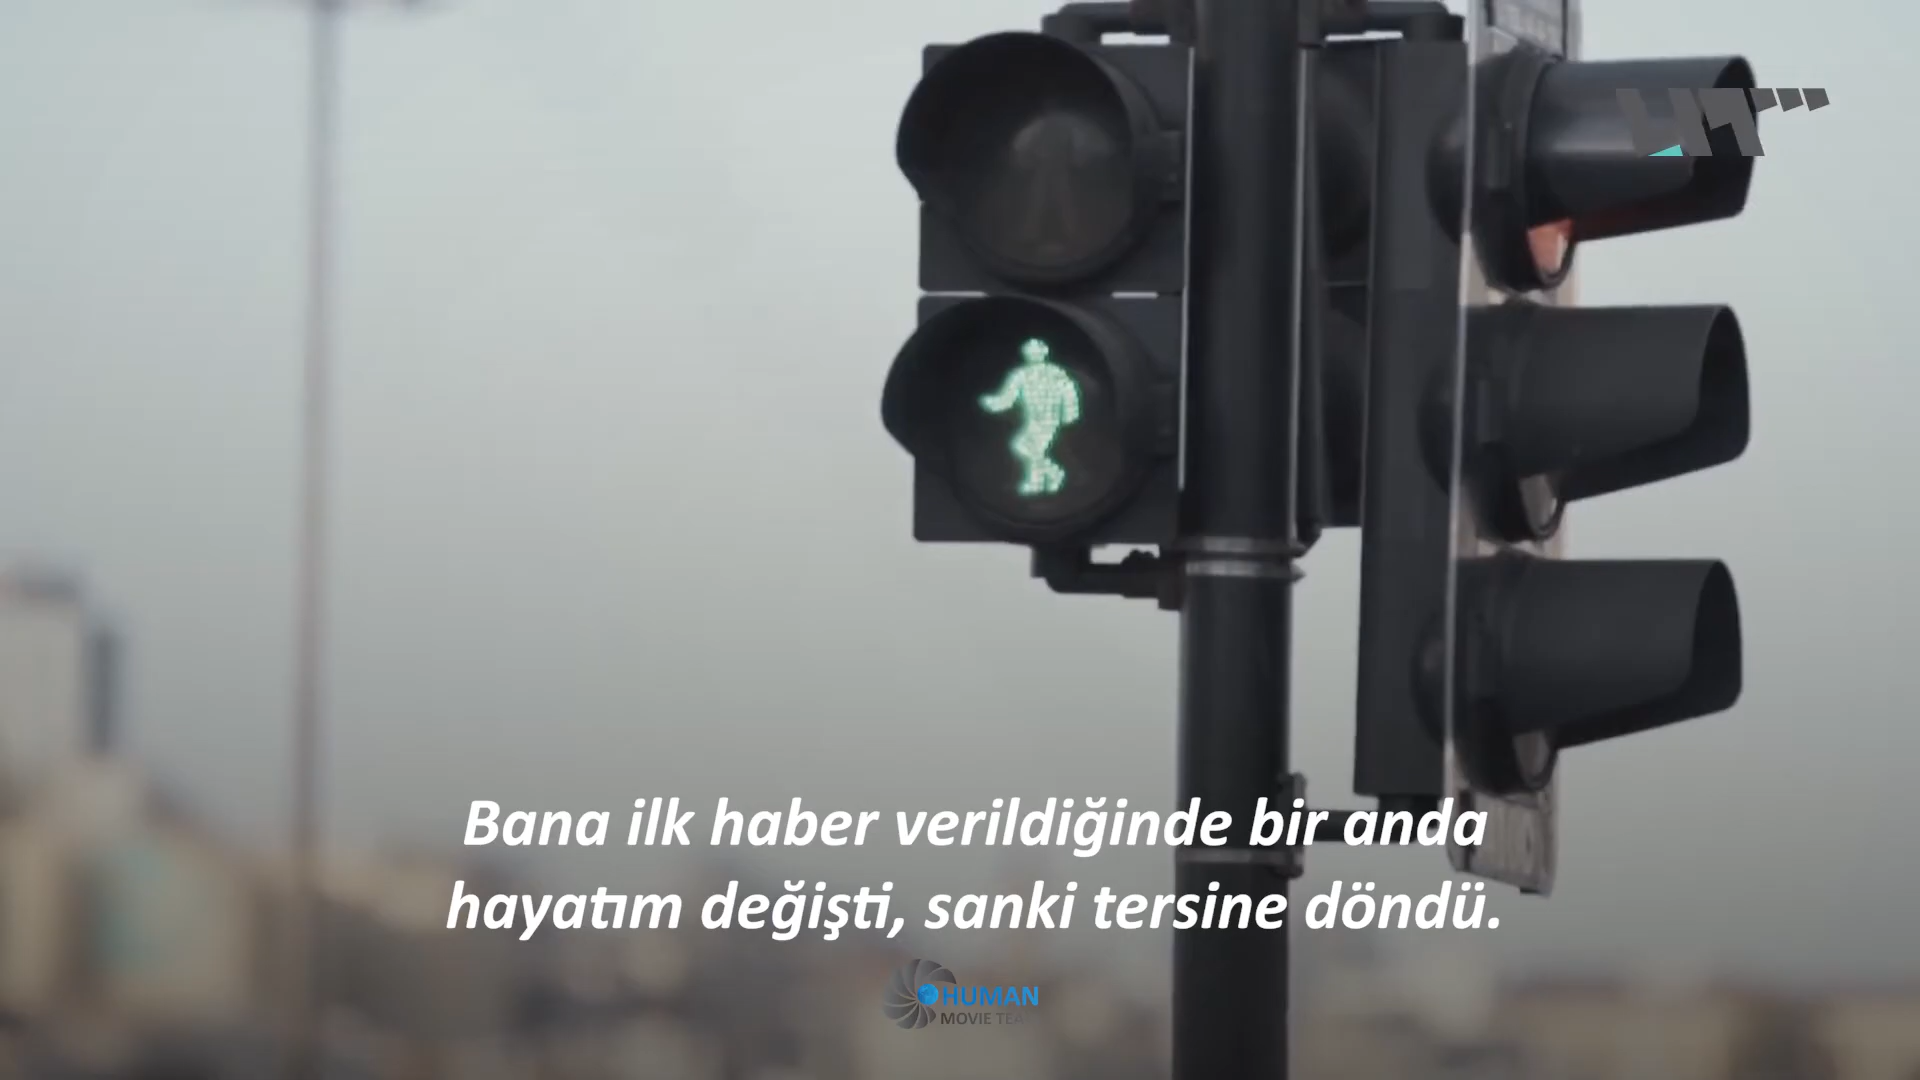 Bana ilk haber verildiğinde bir anda
hayatım değişti, sanki tersine döndü.
HUMAN
MOVIE